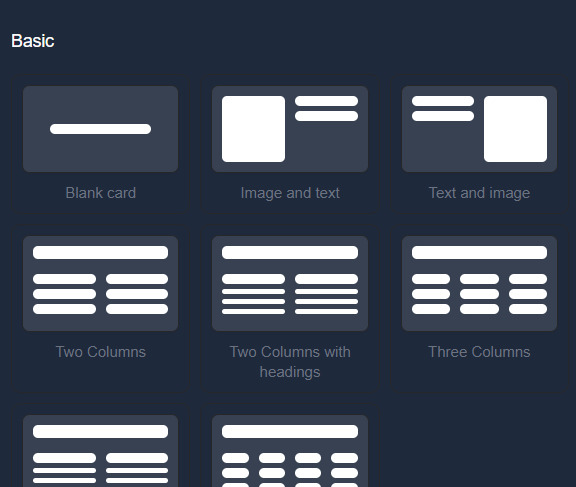 Basic
Blank card
Image and text
Text and image
Two Columns
Two Columns with
headings
Three Columns